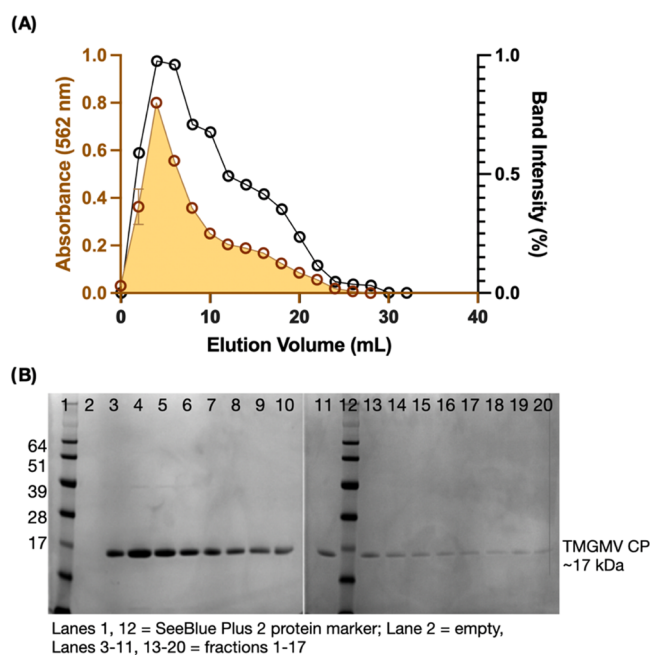 (A)
1.0
0.8
0.6
0.4
0.2
0.0
Absorbance (562 nm)
1.0
0.5
0.0
Band Intensity (%)
0 10 20 30 40
Elution Volume (mL)
(B)
1 2 3 4 5 6 7 8 9 10 11 12 13 14 15 16 17 18 19 20
64
51
39
28
17
TMGMV CP
~17 kDa
Lanes 1, 12 = SeeBlue Plus 2 protein marker; Lane 2 = empty,
Lanes 3-11, 13-20 = fractions 1-17